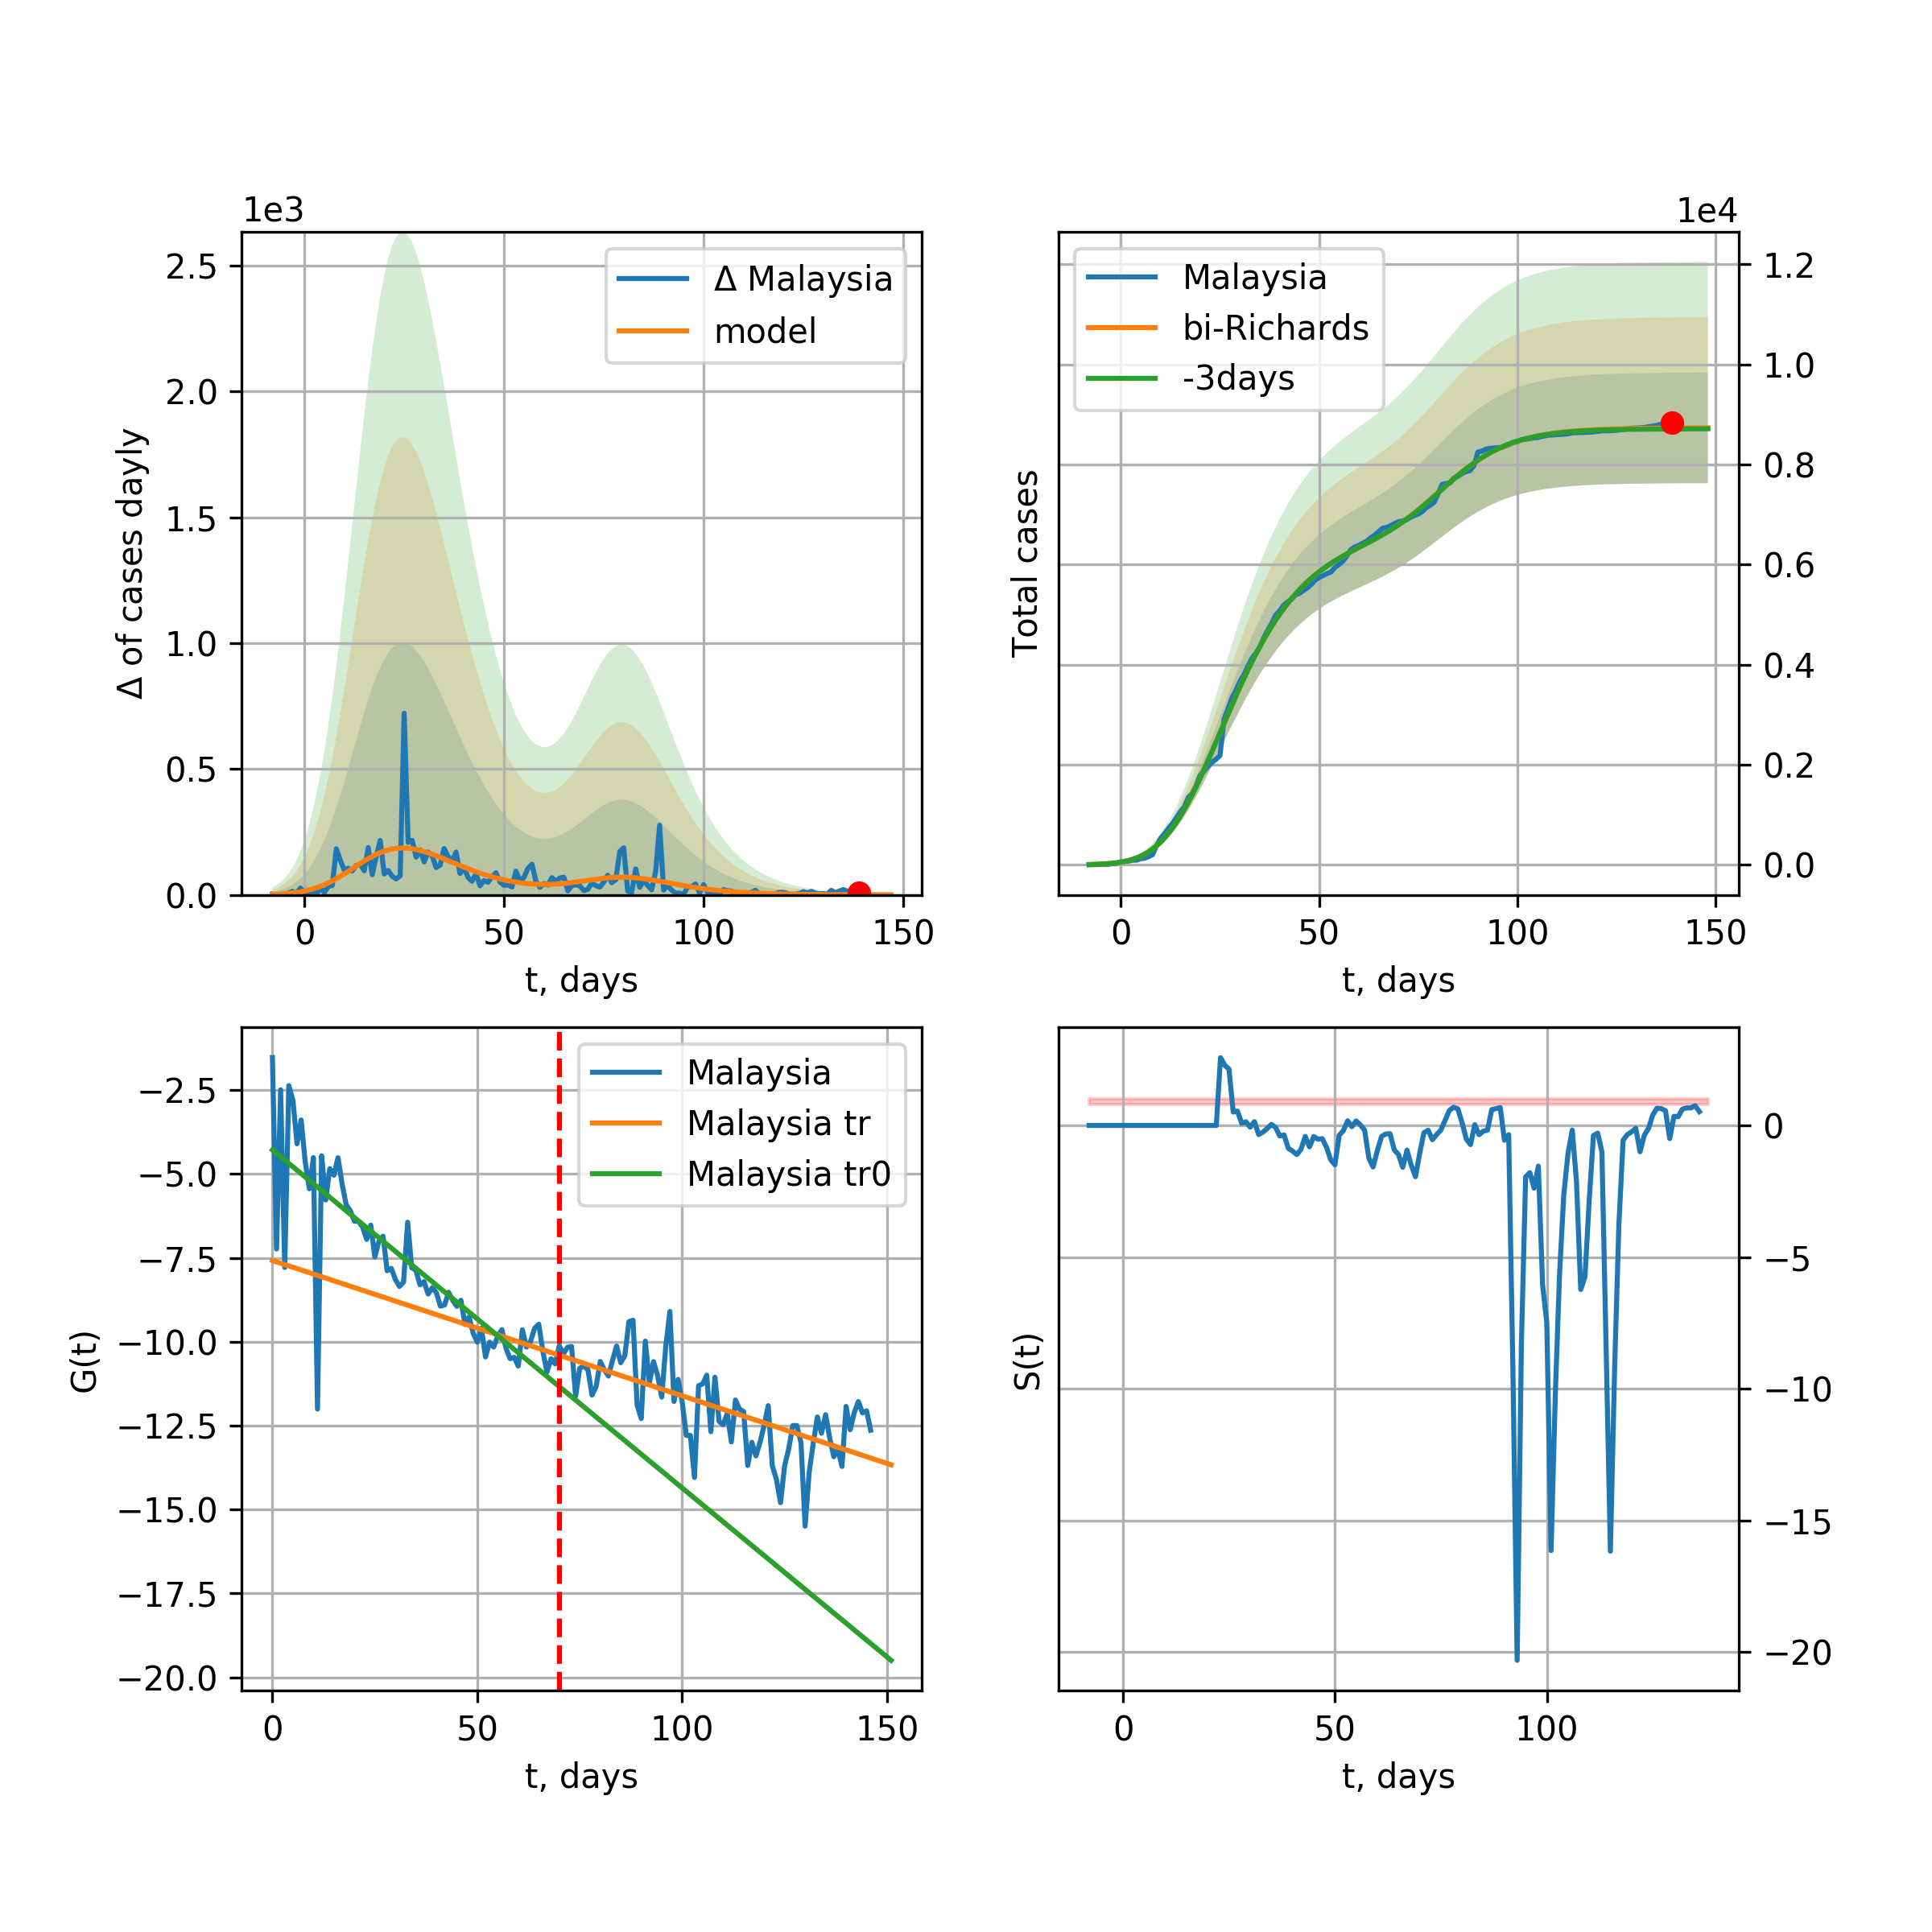 1e3
2.5
2.0
1.5
1.0
0.5
0.0
Δ of cases dayly
Δ Malaysia
model
0 50 100 150
t, days
1e4
Malaysia
bi-Richards
-3days
Total cases
1.2
1.0
0.8
0.6
0.4
0.2
0.0
0 50 100 150
t, days
−2.5
−5.0
−7.5
−10.0
−12.5
−15.0
−17.5
−20.0
G(t)
Malaysia
Malaysia tr
Malaysia tr0
0 50 100 150
t, days
S(t)
0
−5
−10
−15
−20
0 50 100
t, days